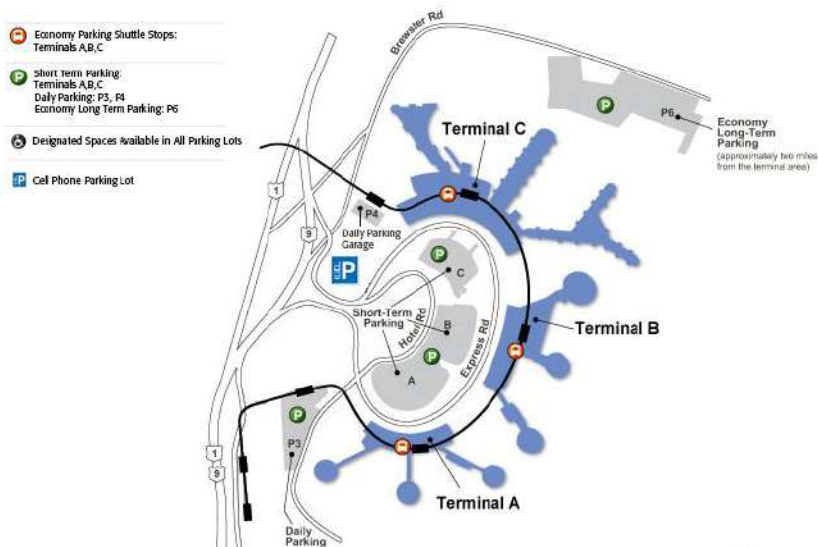 Economy Parking Shuttle Stops:
Terminals A,B,C
Short Term Parking:
Terminals A,B,C
Daily Parking: P3, P4
Economy Long Term Parking: P6
Designated Spaces Available in All Parking Lots
P
Cell Phone Parking Lot
Brewster Rd
P
P6
Economy
Long-Term
Parking
(approximately two miles
from the terminal area)
Terminal C
1
9
P4
Daily Parking
Garage
P
P
C
Short-Term
Parking
Hotel Rd
B
Express Rd
Terminal B
P
A
P
P3
1
9
Terminal A
Daily
Parking